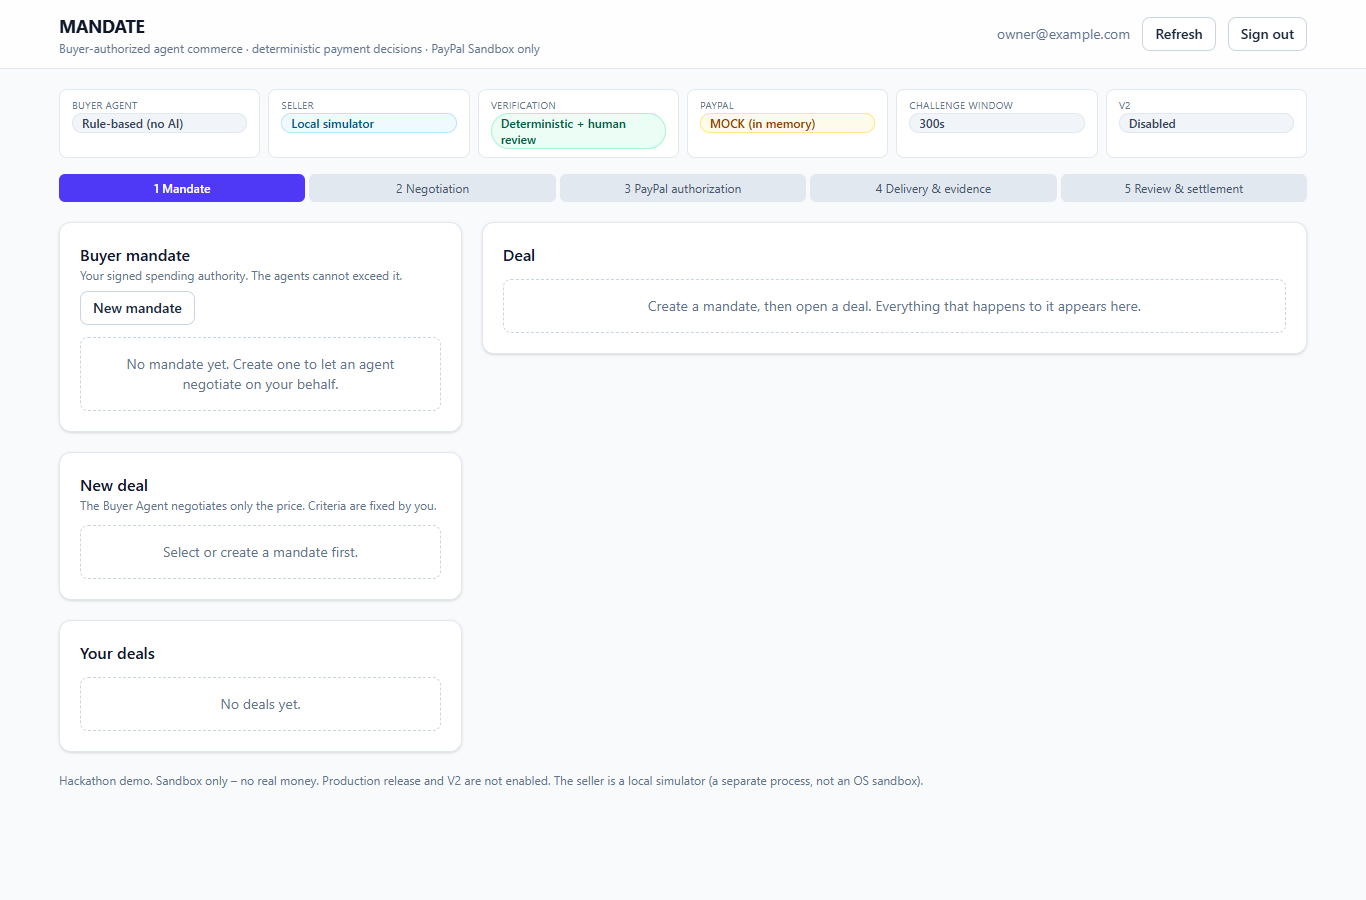 MANDATE
Buyer-authorized agent commerce · deterministic payment decisions · PayPal Sandbox only
owner@example.com
Refresh
Sign out
BUYER AGENT
Rule-based (no AI)
SELLER
Local simulator
VERIFICATION
Deterministic + human
review
PAYPAL
MOCK (in memory)
CHALLENGE WINDOW
300s
V2
Disabled
1 Mandate
2 Negotiation
3 PayPal authorization
4 Delivery & evidence
5 Review & settlement
Buyer mandate
Your signed spending authority. The agents cannot exceed it.
New mandate
No mandate yet. Create one to let an agent
negotiate on your behalf.
Deal
Create a mandate, then open a deal. Everything that happens to it appears here.
New deal
The Buyer Agent negotiates only the price. Criteria are fixed by you.
Select or create a mandate first.
Your deals
No deals yet.
Hackathon demo. Sandbox only – no real money. Production release and V2 are not enabled. The seller is a local simulator (a separate process, not an OS sandbox).